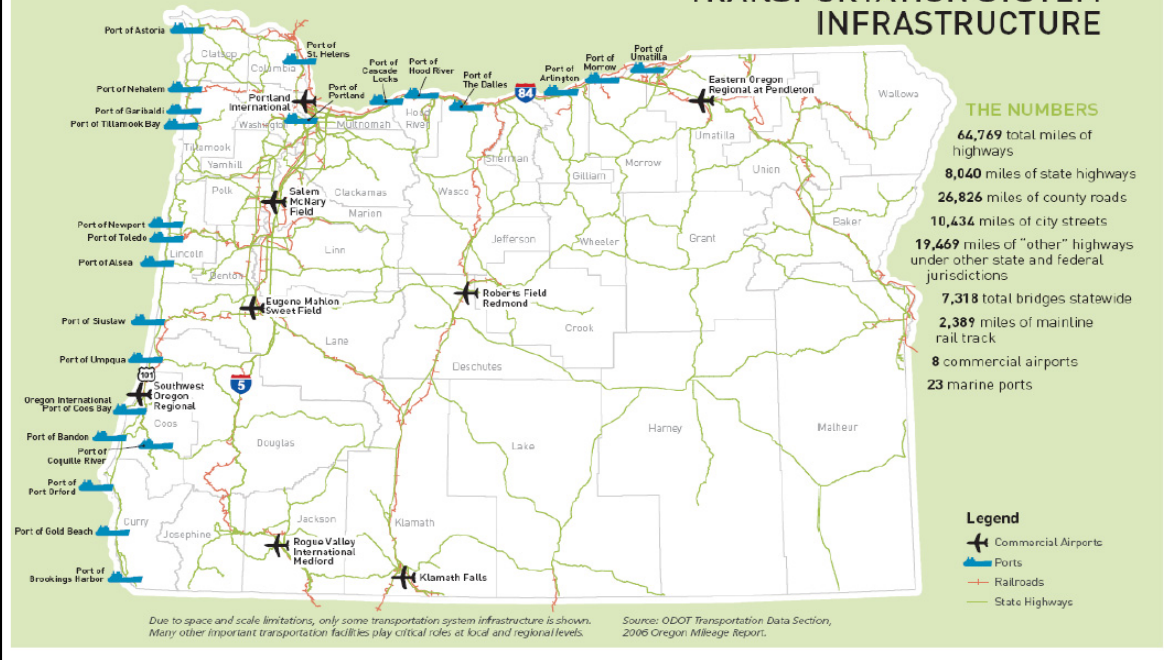 INFRASTRUCTURE
Port of Astoria
Clatsop
Columbia
Port of
St. Helens
Port of
Cascade
Locks
Port of
Hood River
Port of
The Dalles
Port of
Arlington
Port of
Morrow
Port of
Umatilla
84
Eastern Oregon
Regional at Pendleton
Wallowa
Port of Nehalem
Portland
International
Port of
Portland
Port of Garibaldi
Port of Tillamook Bay
Washington
Multnomah
Hood
River
Umatilla
Tillamook
Yamhill
Sherman
Morrow
Union
Gilliam
Polk
Salem
McNary
Field
Clackamas
Marion
Wasco
Baker
Port of Newport
Port of Toledo
Lincoln
Linn
Jefferson
Wheeler
Grant
Port of Alsea
Benton
Eugene Mahlon
Sweet Field
Roberts Field
Redmond
Port of Siuslaw
Lane
Crook
Port of Umpqua
Deschutes
101
5
Southwest
Oregon
Regional
Oregon International
Port of Coos Bay
Coos
Port of Bandon
Port of
Coquille River
Douglas
Lake
Harney
Malheur
Port of
Port Orford
Curry
Josephine
Jackson
Klamath
Port of Gold Beach
Rogue Valley
International
Medford
Port of
Brookings Harbor
Klamath Falls
THE NUMBERS
64,769 total miles of
highways
8,040 miles of state highways
26,826 miles of county roads
10,434 miles of city streets
19,469 miles of "other" highways
under other state and federal
jurisdictions
7,318 total bridges statewide
2,389 miles of mainline
rail track
8 commercial airports
23 marine ports
Legend
Commercial Airports
Ports
Railroads
State Highways
Due to space and scale limitations, only some transportation system infrastructure is shown.
Many other important transportation facilities play critical roles at local and regional levels.
Source: ODOT Transportation Data Section,
2006 Oregon Mileage Report.